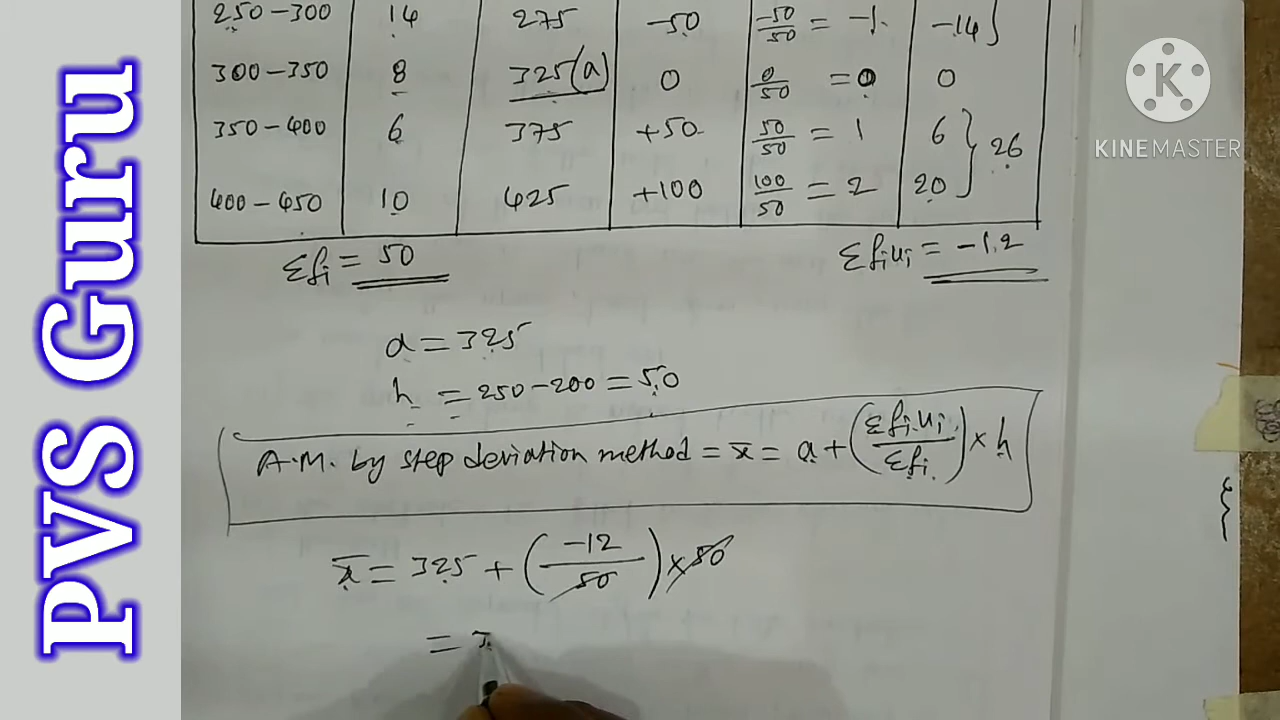 PVS Guru
KINEMASTER
250-300 14 275 -50 -50/50 = -1 -14
300-350 8 325(a) 0 0/50 = 0 0
350-400 6 375 +50 50/50 = 1 6
26
400-450 10 425 +100 100/50 = 2 20
Σfi = 50 Σfiui = -12
a = 325
h = 250-200 = 50
A.M. by step deviation method = x̄ = a + (Σfiui/Σfi) × h
x̄ = 325 + (-12/50) × 50
= 3